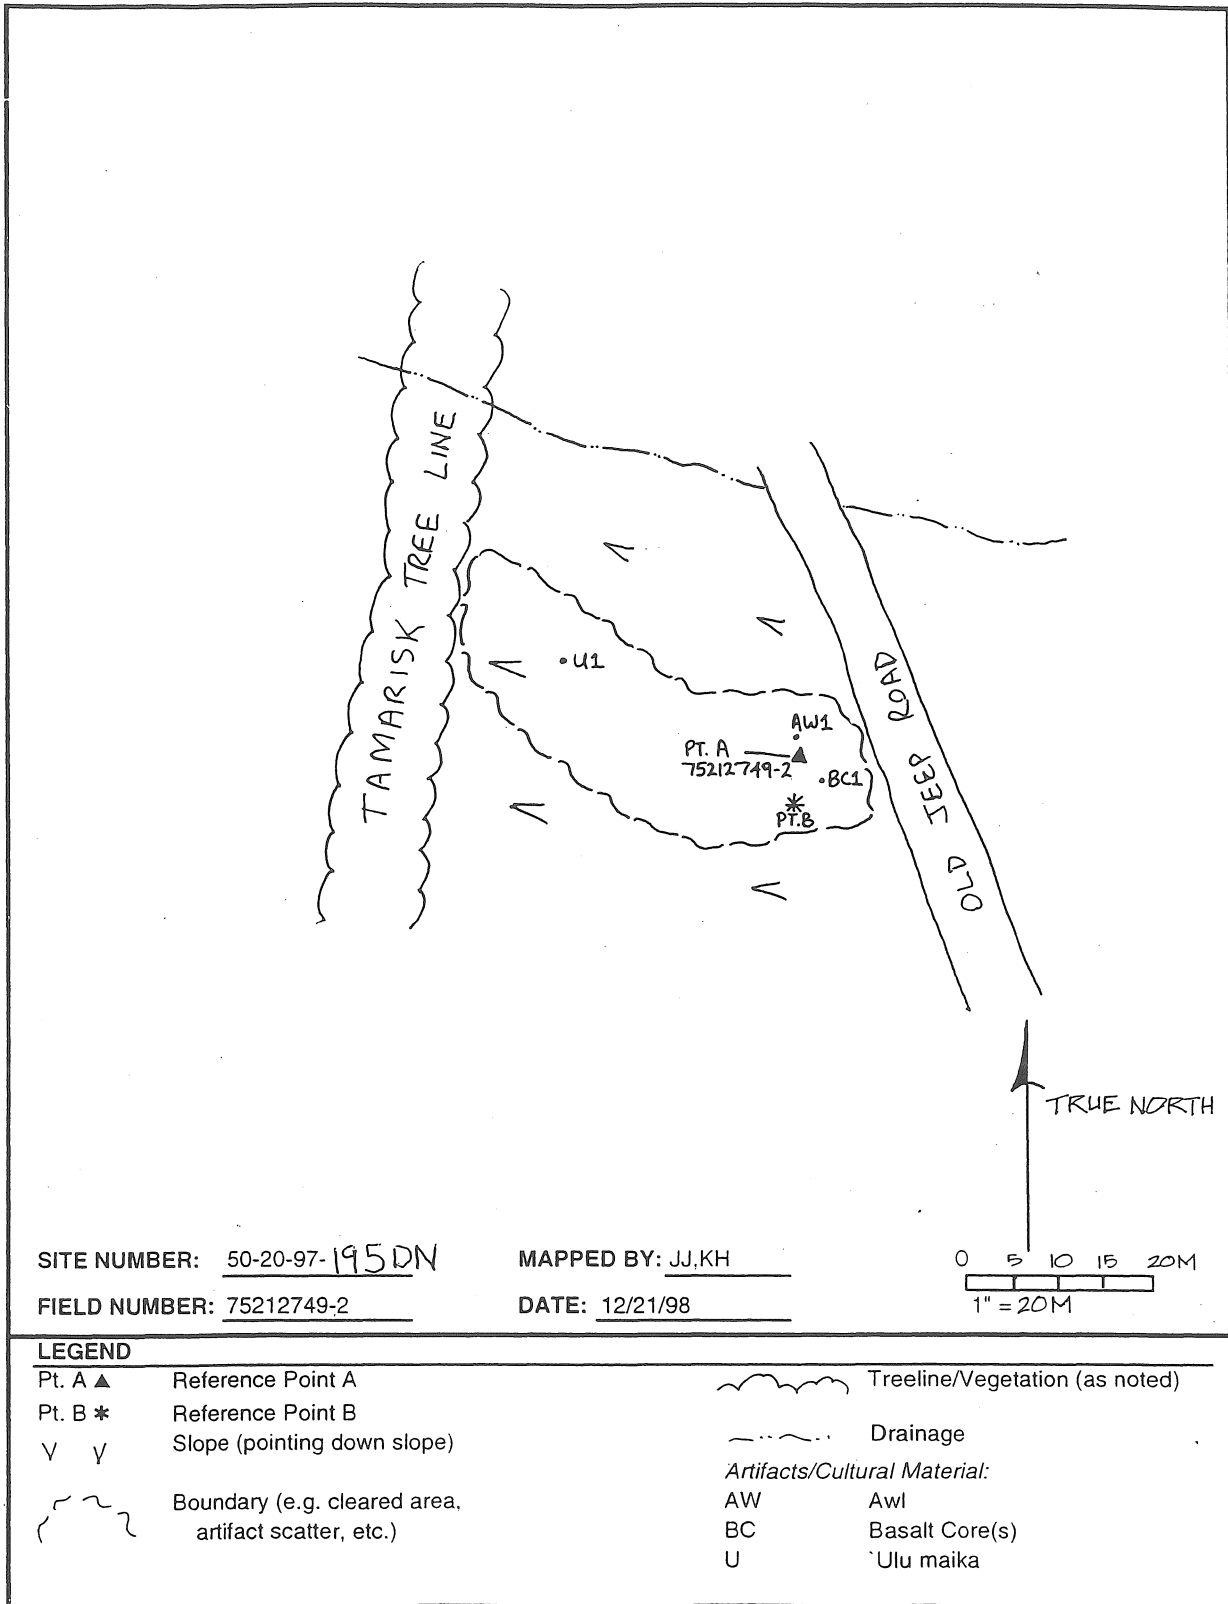 TAMARISK TREE LINE
•U1
AW1
PT. A
75212749-2
•BC1
PT.B
OLD JEEP ROAD
TRUE NORTH
SITE NUMBER: 50-20-97-195DN
MAPPED BY: JJ,KH
0 5 10 15 20M
FIELD NUMBER: 75212749-2
DATE: 12/21/98
1" = 20M
LEGEND
Pt. A ▲ Reference Point A
Pt. B * Reference Point B
Slope (pointing down slope)
Boundary (e.g. cleared area,
artifact scatter, etc.)
Treeline/Vegetation (as noted)
Drainage
Artifacts/Cultural Material:
AW Awl
BC Basalt Core(s)
U `Ulu maika